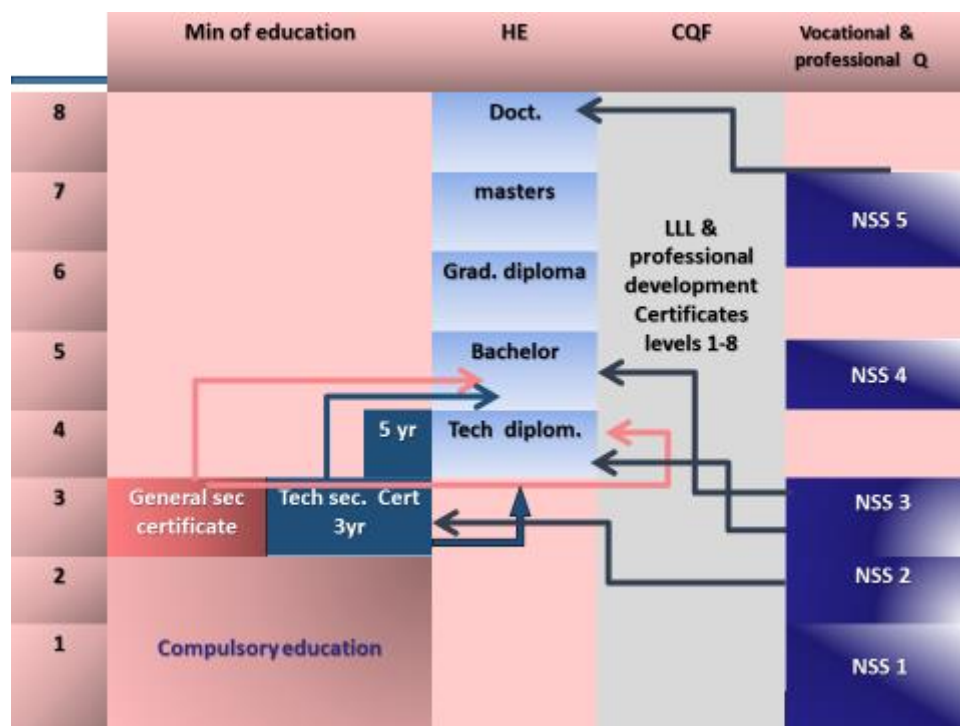 Min of education
HE
CQF
Vocational &
professional Q
8
Doct.
7
masters
NSS 5
LLL &
professional
development
Certificates
levels 1-8
6
Grad. diploma
5
Bachelor
NSS 4
4
5 yr
Tech diplom.
3
General sec
certificate
Tech sec. Cert
3yr
NSS 3
2
NSS 2
1
Compulsory education
NSS 1